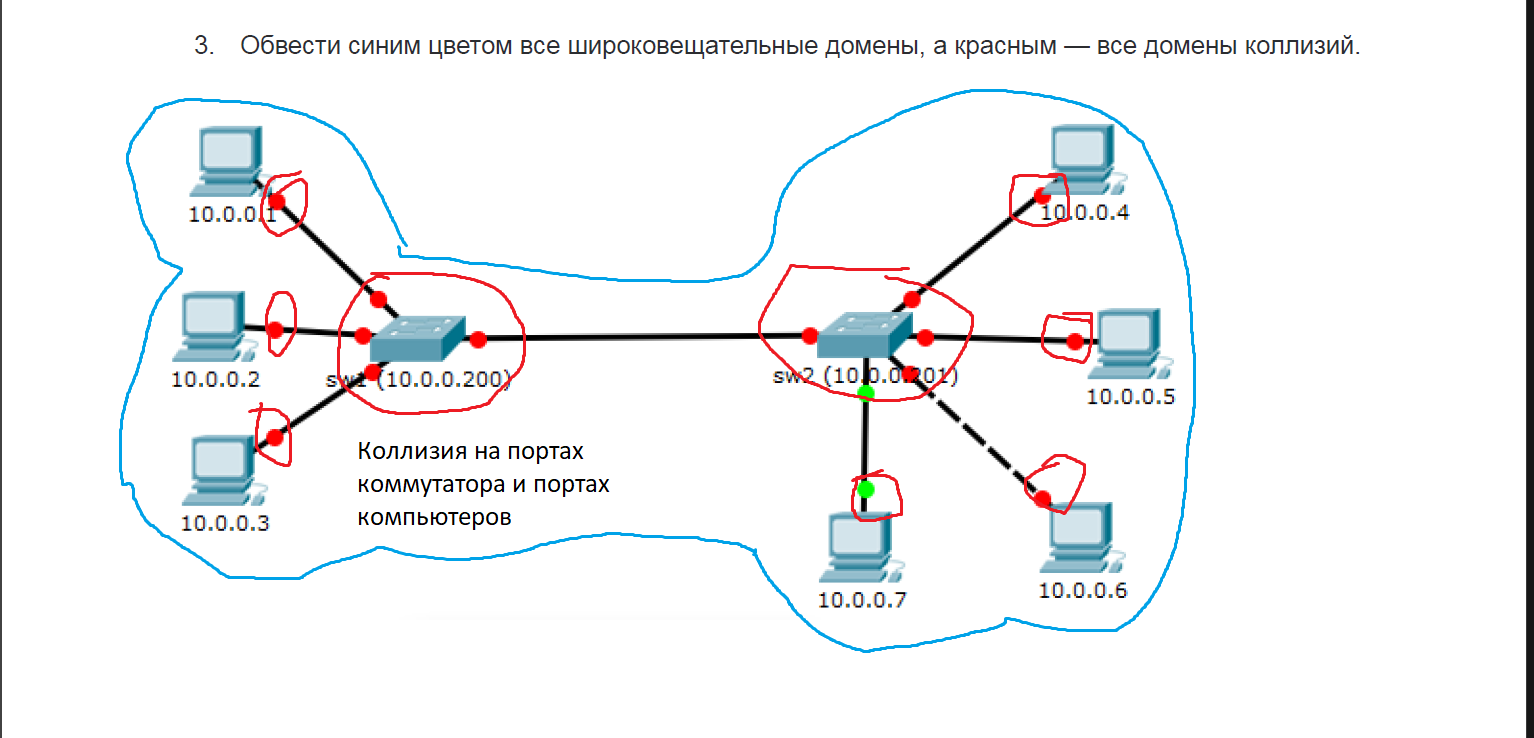 3. Обвести синим цветом все широковещательные домены, а красным — все домены коллизий.
10.0.0.1
10.0.0.4
10.0.0.2
sw1 (10.0.0.200)
sw2 (10.0.0.201)
10.0.0.5
Коллизия на портах
коммутатора и портах
компьютеров
10.0.0.3
10.0.0.7
10.0.0.6